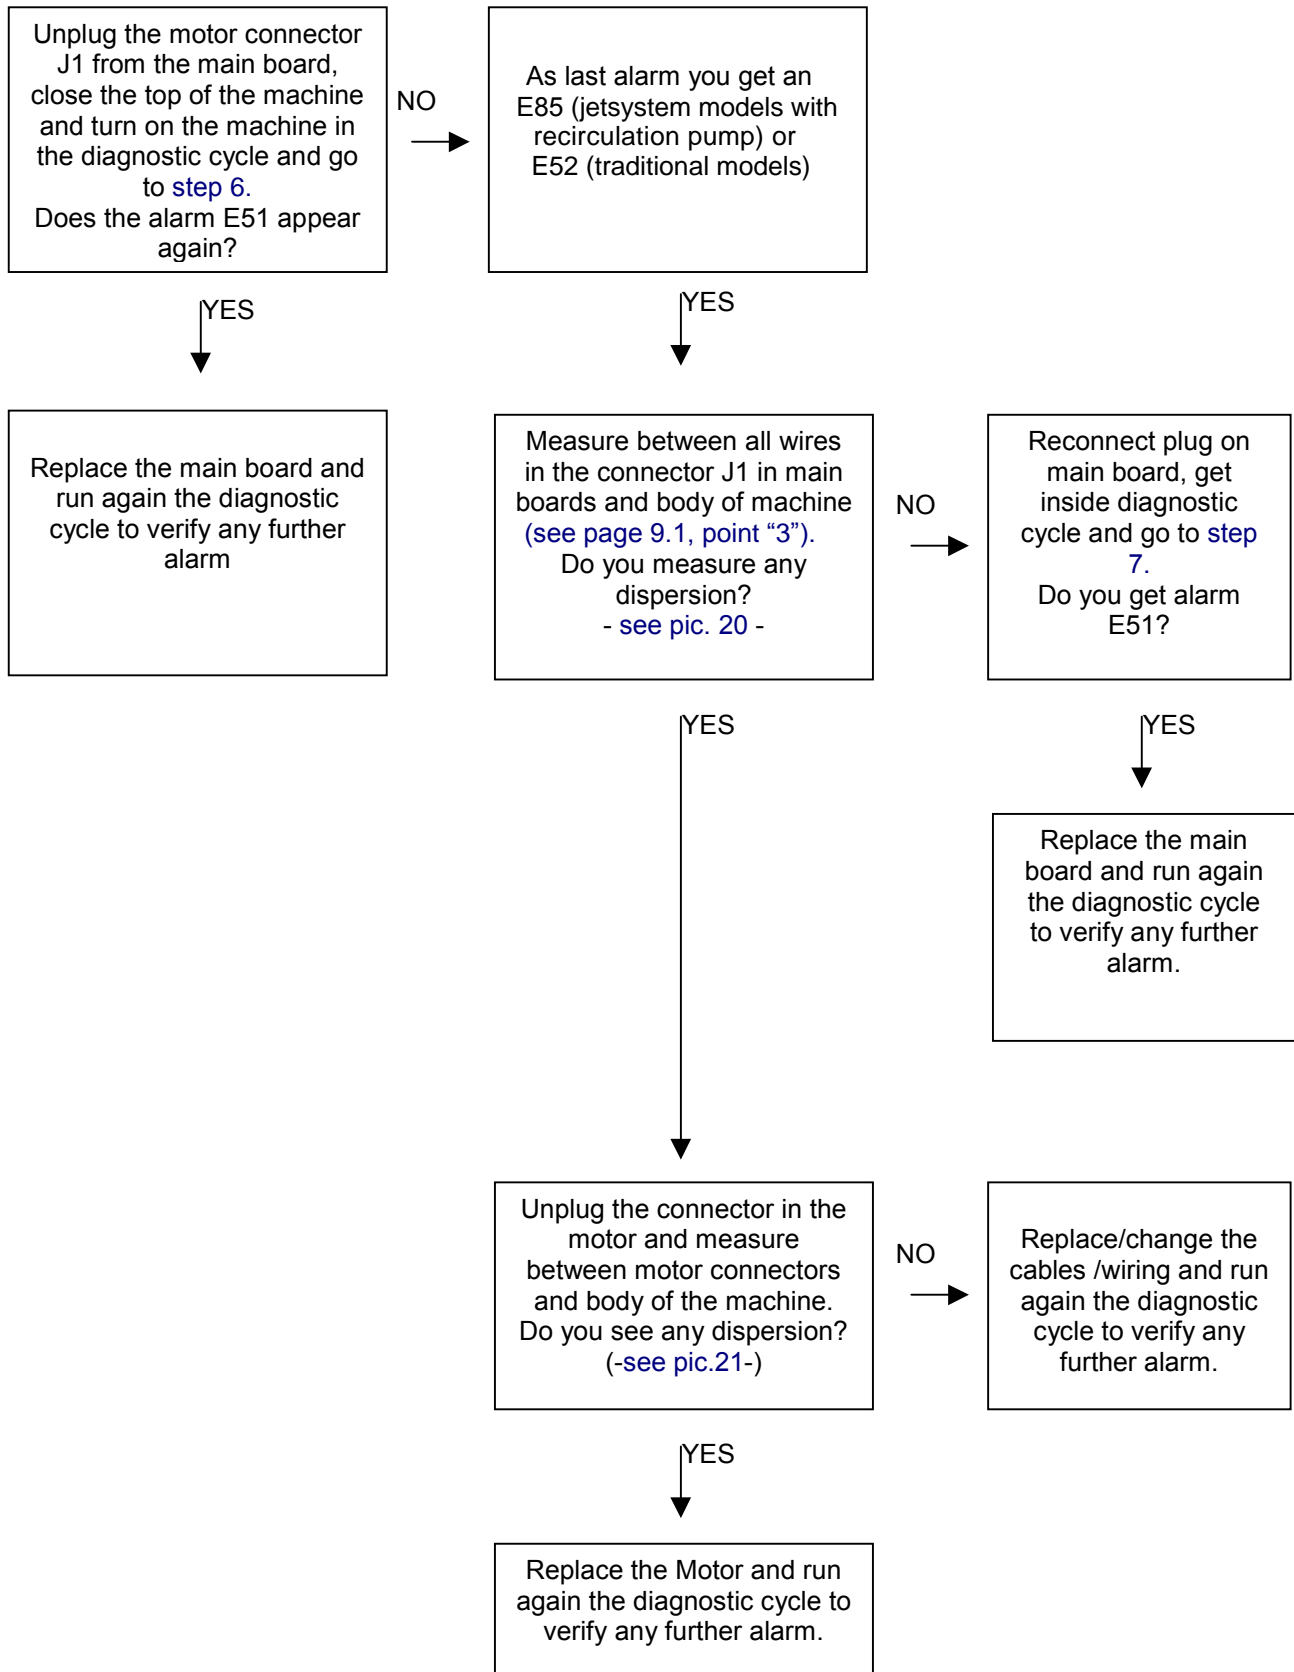 Unplug the motor connector
J1 from the main board,
close the top of the machine
and turn on the machine in
the diagnostic cycle and go
to step 6.
Does the alarm E51 appear
again?
NO
As last alarm you get an
E85 (jetsystem models with
recirculation pump) or
E52 (traditional models)
YES
YES
Replace the main board and
run again the diagnostic
cycle to verify any further
alarm
Measure between all wires
in the connector J1 in main
boards and body of machine
(see page 9.1, point “3”).
Do you measure any
dispersion?
- see pic. 20 -
NO
Reconnect plug on
main board, get
inside diagnostic
cycle and go to step
7.
Do you get alarm
E51?
YES
YES
Replace the main
board and run again
the diagnostic cycle
to verify any further
alarm.
Unplug the connector in the
motor and measure
between motor connectors
and body of the machine.
Do you see any dispersion?
(-see pic.21-)
NO
Replace/change the
cables /wiring and run
again the diagnostic
cycle to verify any
further alarm.
YES
Replace the Motor and run
again the diagnostic cycle to
verify any further alarm.